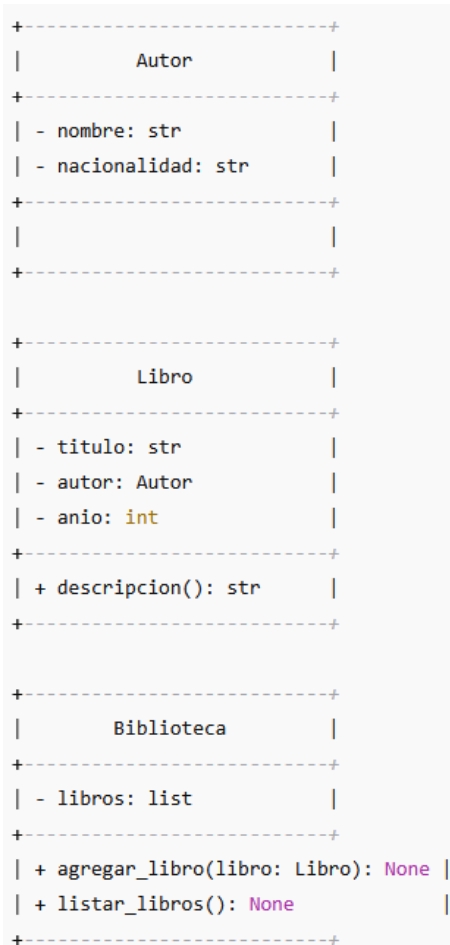 +---------------------------+
|          Autor            |
+---------------------------+
| - nombre: str             |
| - nacionalidad: str       |
+---------------------------+
|                           |
+---------------------------+
+---------------------------+
|          Libro            |
+---------------------------+
| - titulo: str             |
| - autor: Autor            |
| - anio: int               |
+---------------------------+
| + descripcion(): str      |
+---------------------------+
+---------------------------+
|        Biblioteca         |
+---------------------------+
| - libros: list            |
+---------------------------+
| + agregar_libro(libro: Libro): None |
| + listar_libros(): None             |
+---------------------------+